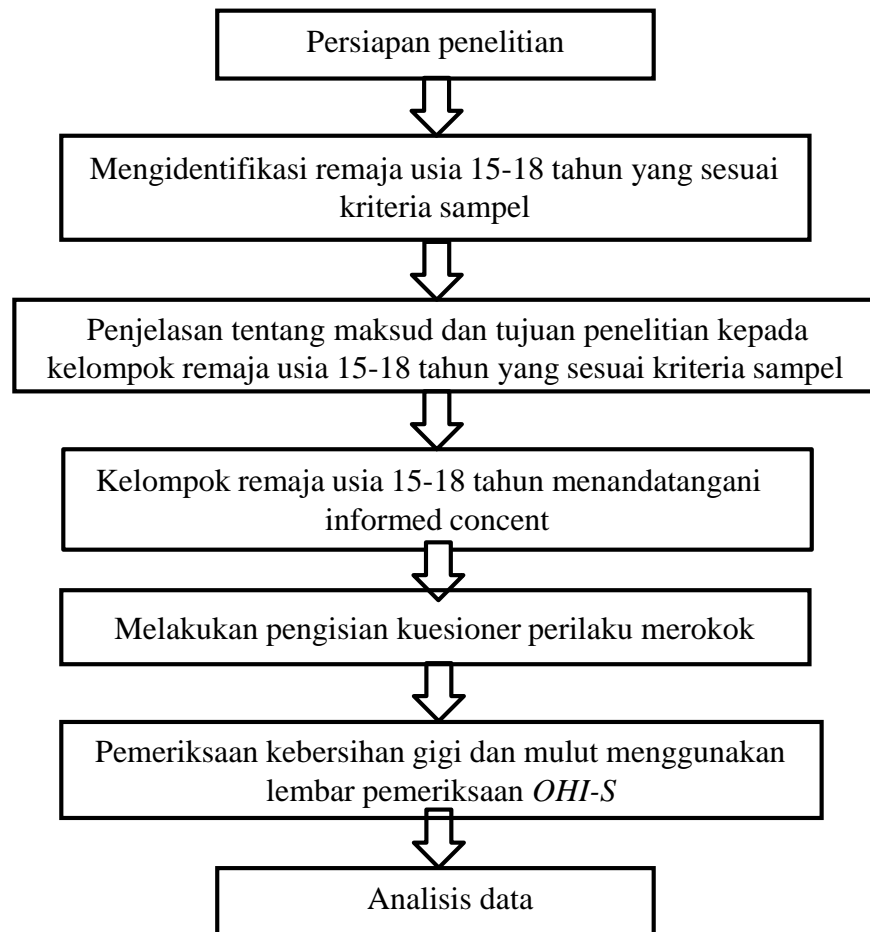 Persiapan penelitian
Mengidentifikasi remaja usia 15-18 tahun yang sesuai
kriteria sampel
Penjelasan tentang maksud dan tujuan penelitian kepada
kelompok remaja usia 15-18 tahun yang sesuai kriteria sampel
Kelompok remaja usia 15-18 tahun menandatangani
informed concent
Melakukan pengisian kuesioner perilaku merokok
Pemeriksaan kebersihan gigi dan mulut menggunakan
lembar pemeriksaan OHI-S
Analisis data